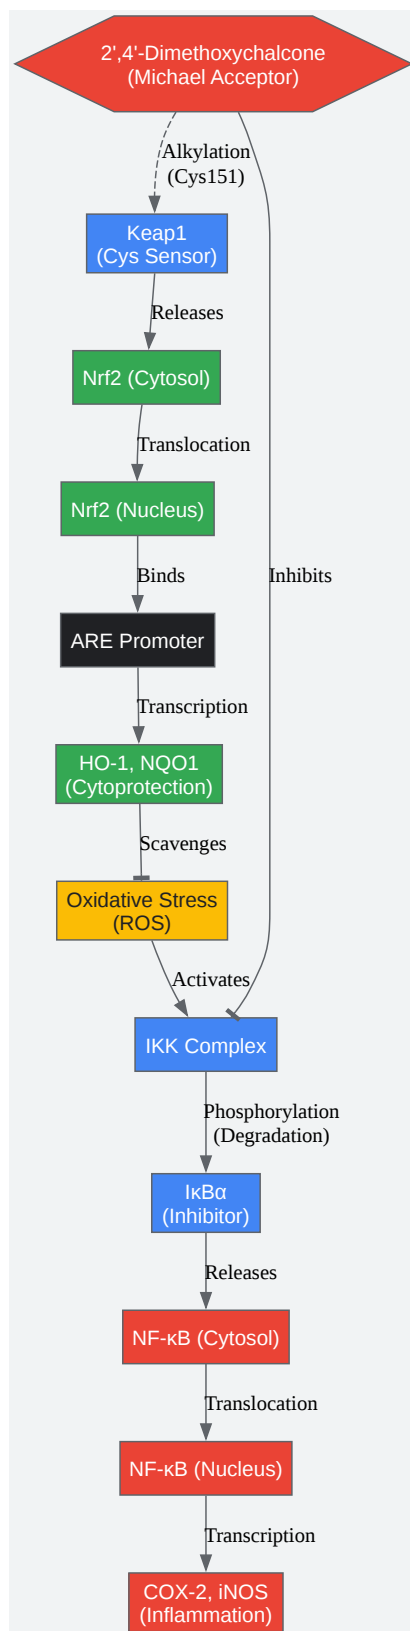 2',4'-Dimethoxychalcone
(Michael Acceptor)
Alkylation
(Cys151)
Keap1
(Cys Sensor)
Releases
Nrf2 (Cytosol)
Translocation
Nrf2 (Nucleus)
Binds
Inhibits
ARE Promoter
Transcription
HO-1, NQO1
(Cytoprotection)
Scavenges
Oxidative Stress
(ROS)
Activates
IKK Complex
Phosphorylation
(Degradation)
IκBα
(Inhibitor)
Releases
NF-κB (Cytosol)
Translocation
NF-κB (Nucleus)
Transcription
COX-2, iNOS
(Inflammation)